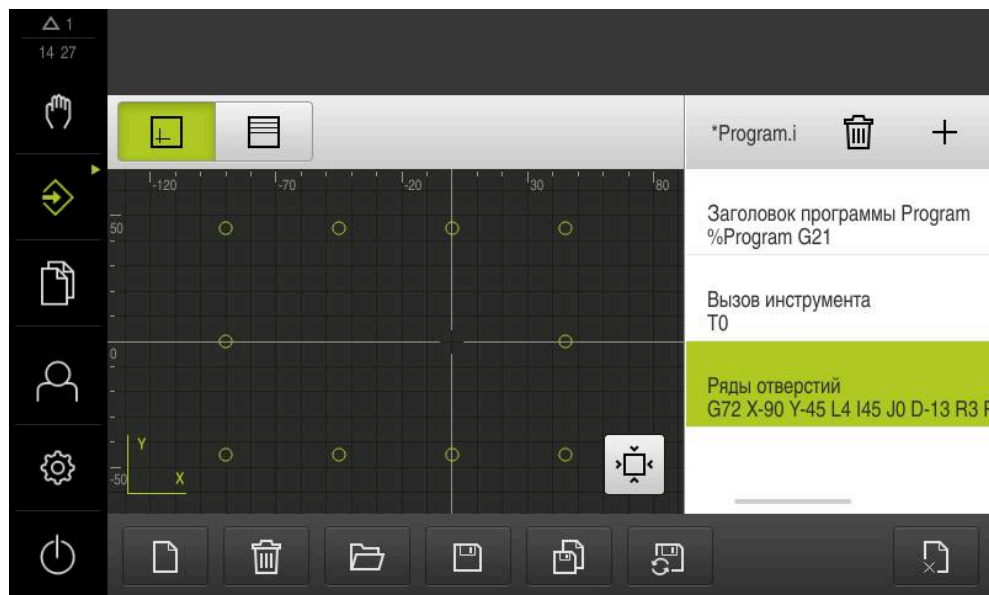 1
14 27
*Program.i
-120
-70
-20
30
80
50
0
-50
Y
X
Заголовок программы Program
%Program G21
Вызов инструмента
T0
Ряды отверстий
G72 X-90 Y-45 L4 I45 J0 D-13 R3